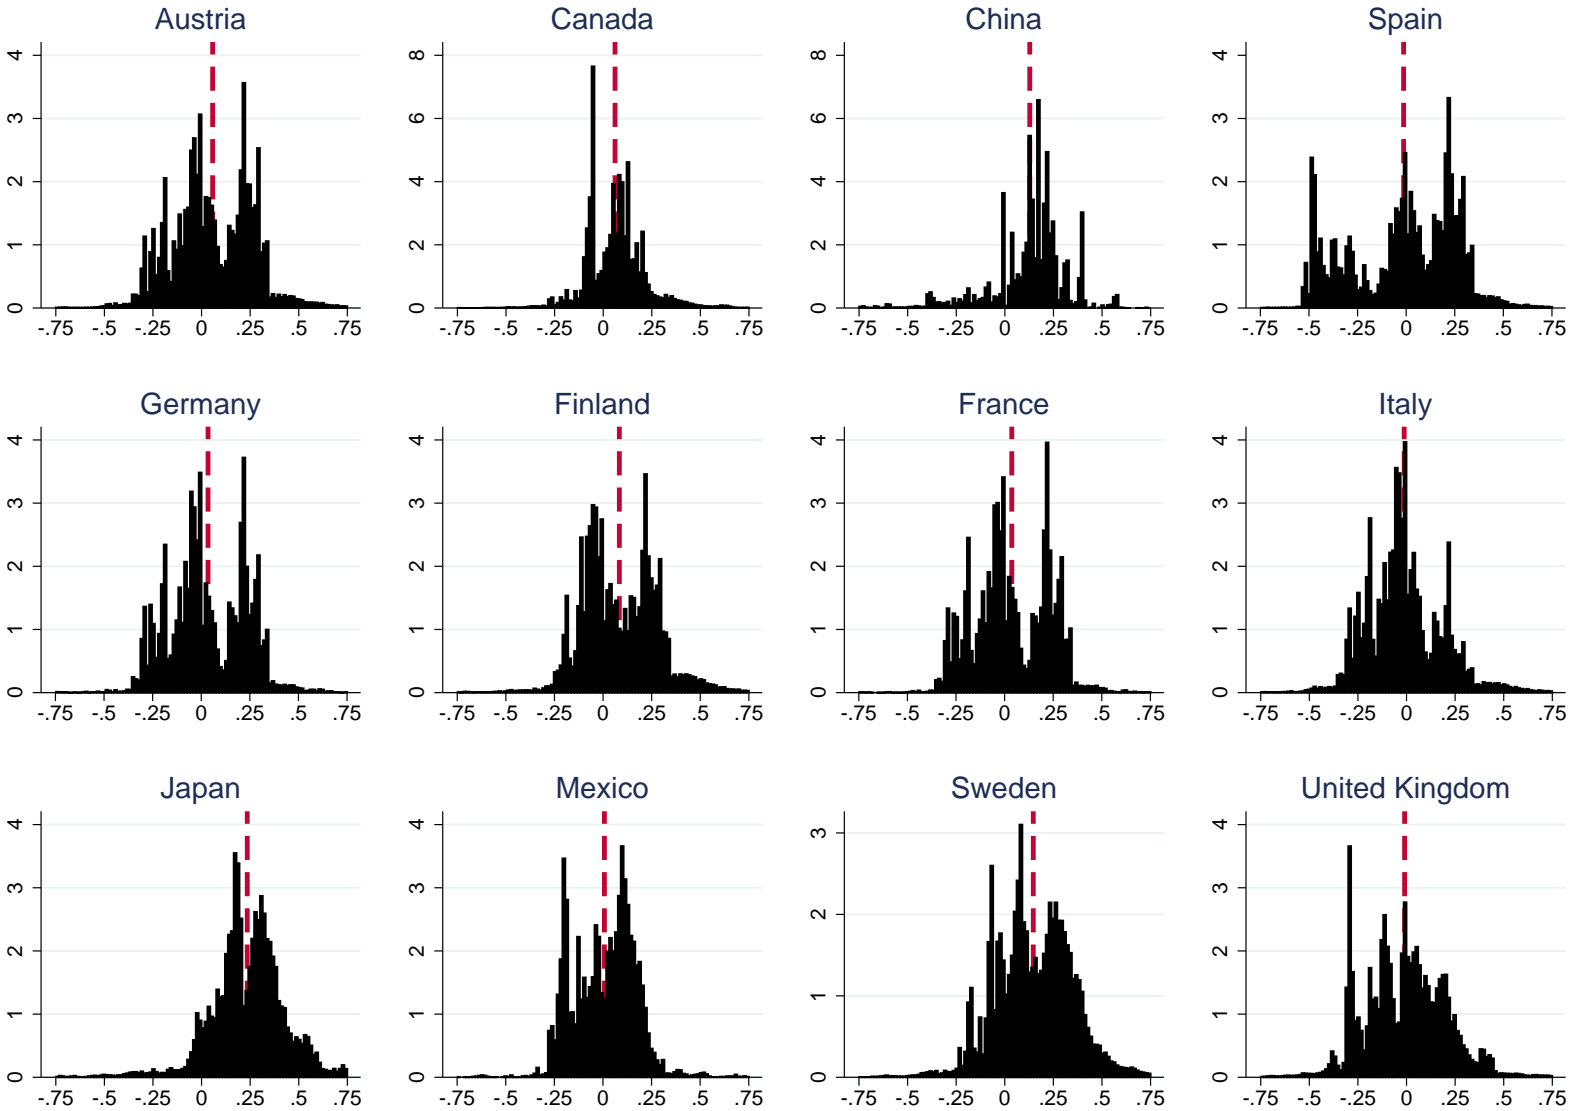 Austria Canada China Spain
4 8 8 4
3 6 6 3
2 4 4 2
1 2 2 1
0 0 0 0
-.75 -.5 -.25 0 .25 .5 .75 -.75 -.5 -.25 0 .25 .5 .75 -.75 -.5 -.25 0 .25 .5 .75 -.75 -.5 -.25 0 .25 .5 .75
Germany Finland France Italy
4 4 4 4
3 3 3 3
2 2 2 2
1 1 1 1
0 0 0 0
-.75 -.5 -.25 0 .25 .5 .75 -.75 -.5 -.25 0 .25 .5 .75 -.75 -.5 -.25 0 .25 .5 .75 -.75 -.5 -.25 0 .25 .5 .75
Japan Mexico Sweden United Kingdom
4 4 3 4
3 3 2 3
2 2 1 2
1 1 0 1
0 0 0
-.75 -.5 -.25 0 .25 .5 .75 -.75 -.5 -.25 0 .25 .5 .75 -.75 -.5 -.25 0 .25 .5 .75 -.75 -.5 -.25 0 .25 .5 .75